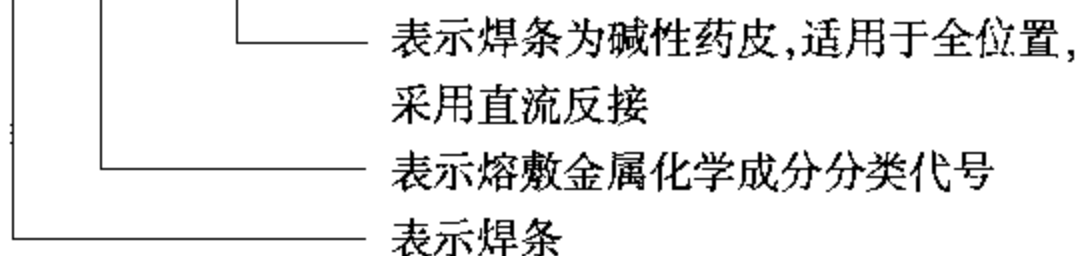 表示焊条为碱性药皮,适用于全位置,
采用直流反接
表示熔敷金属化学成分分类代号
表示焊条